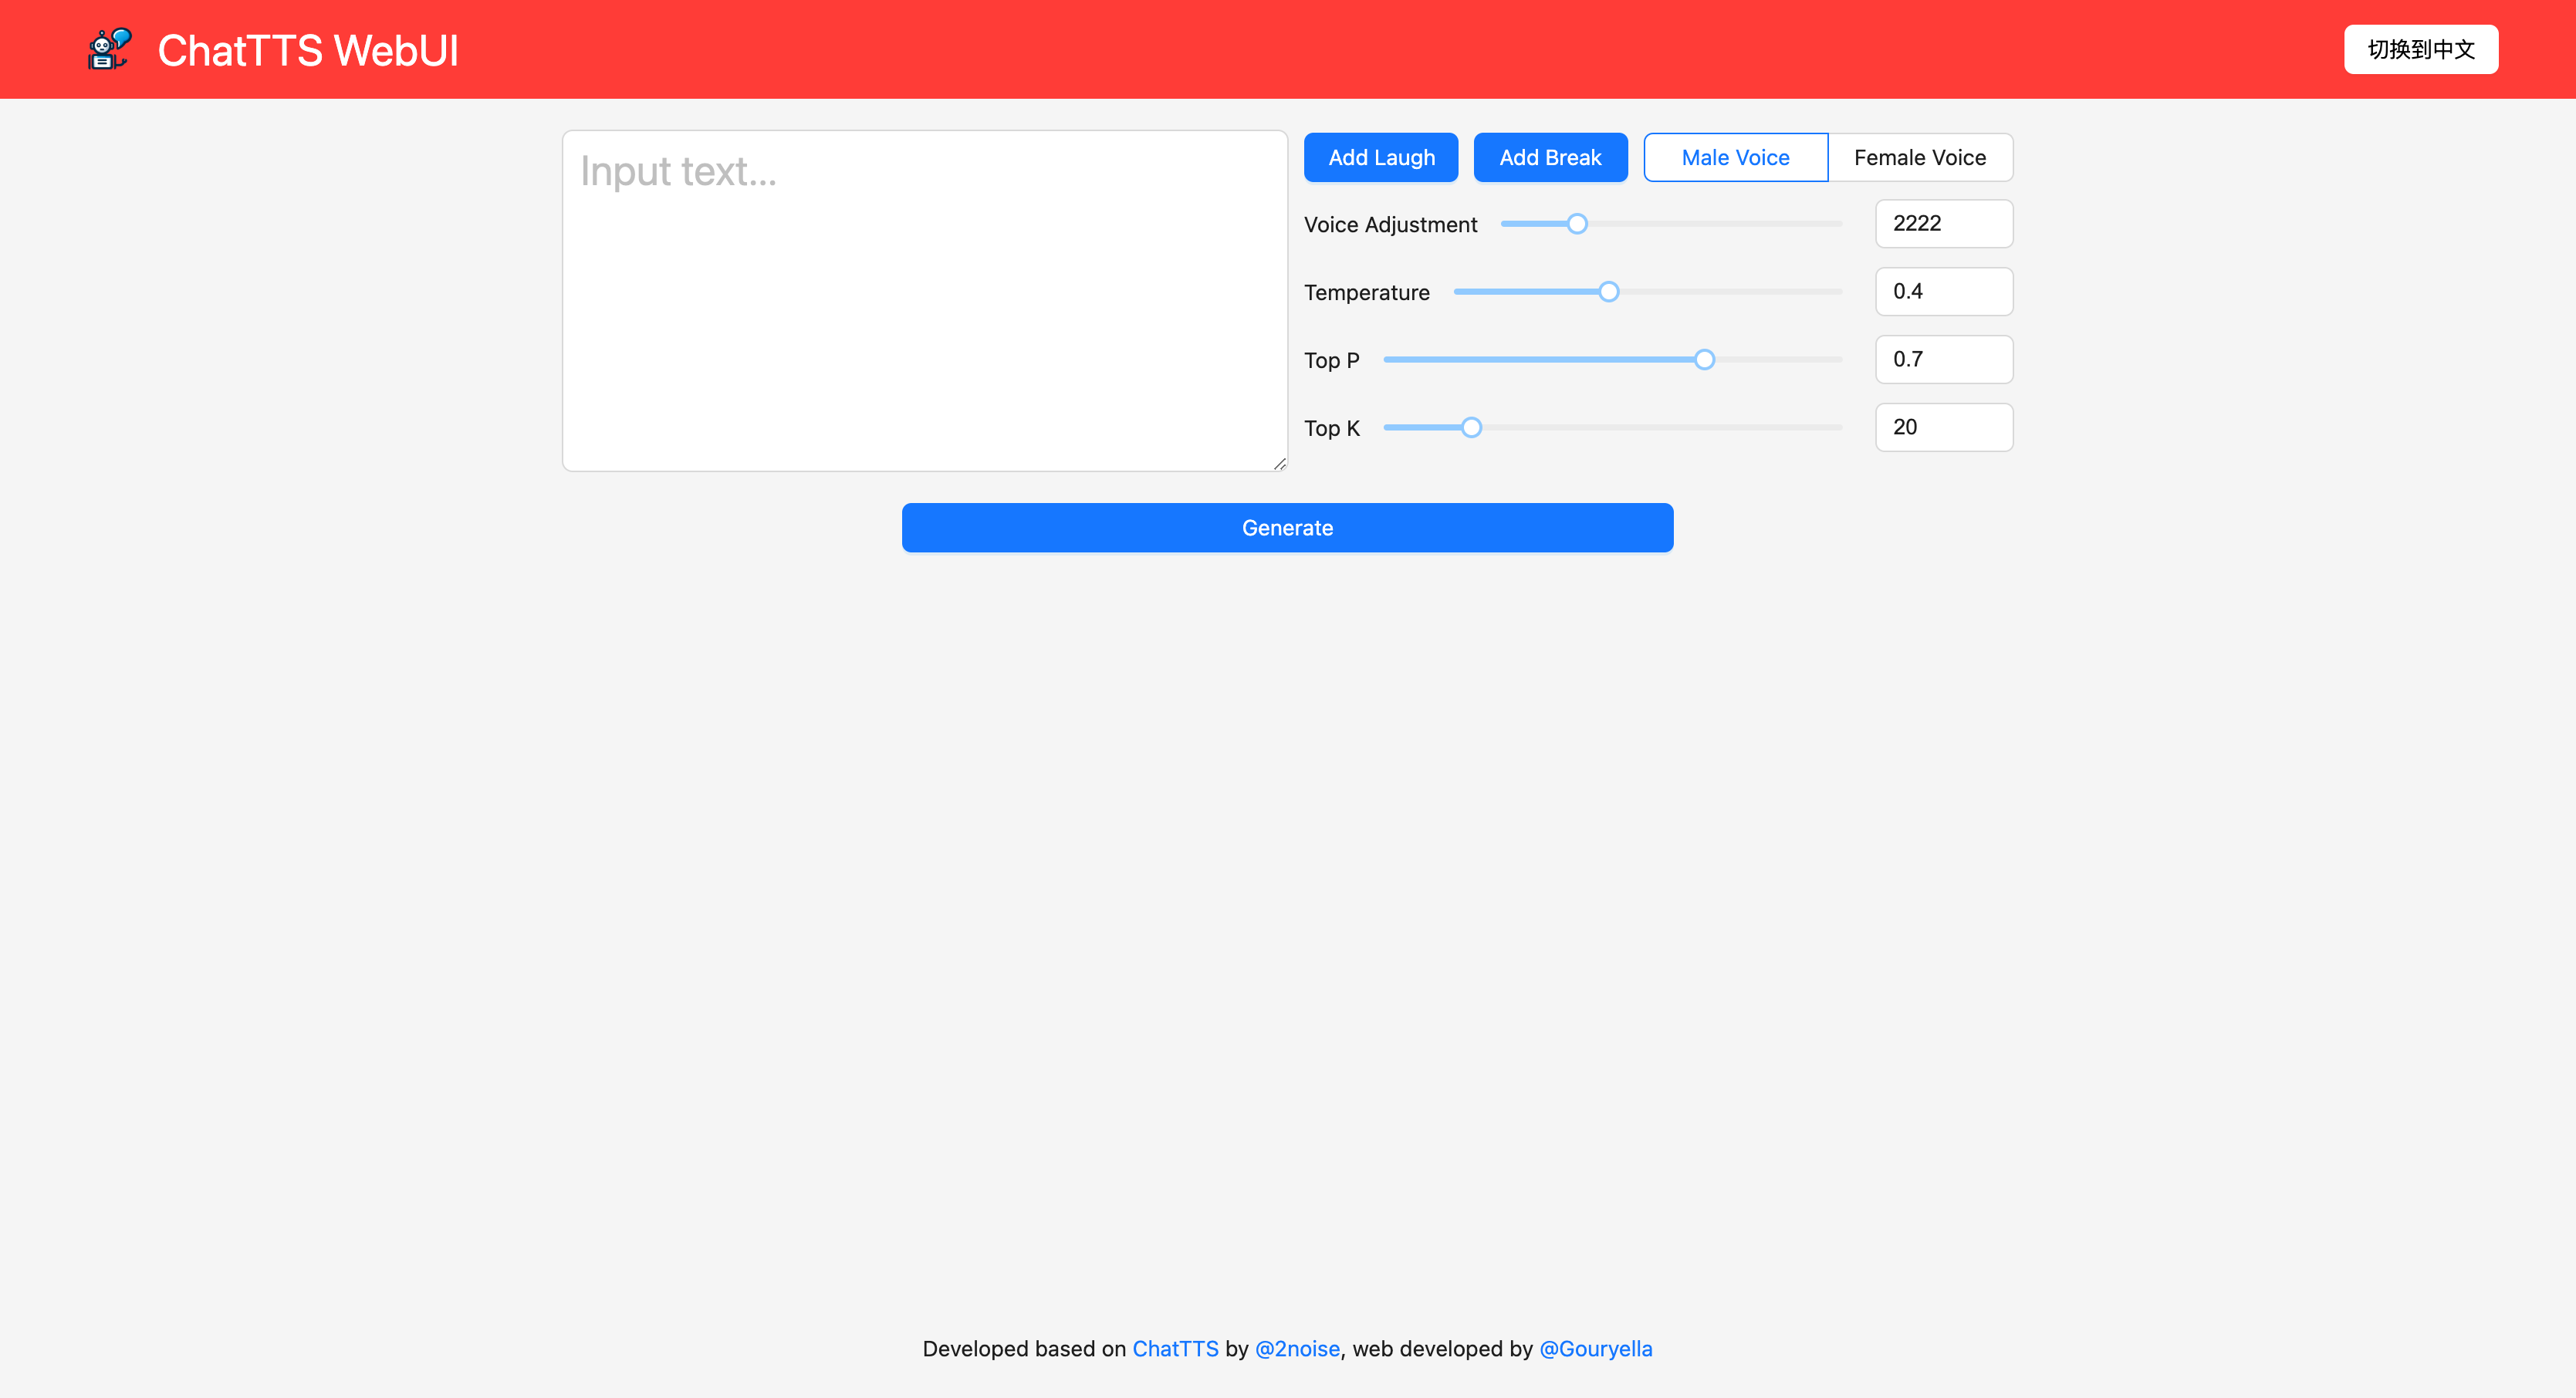 ChatTTS WebUI
切换到中文
Input text...
Add Laugh
Add Break
Male Voice
Female Voice
Voice Adjustment
2222
Temperature
0.4
Top P
0.7
Top K
20
Generate
Developed based on ChatTTS by @2noise, web developed by @Gouryella